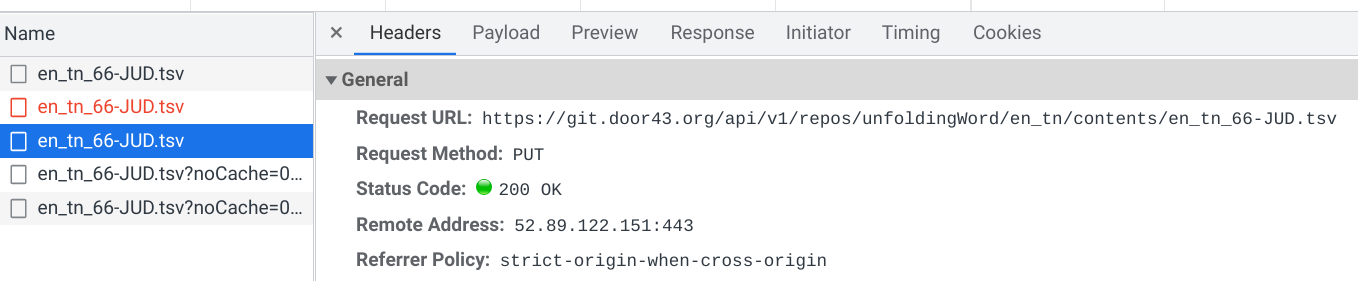 Name
en_tn_66-JUD.tsv
en_tn_66-JUD.tsv
en_tn_66-JUD.tsv
en_tn_66-JUD.tsv?noCache=0...
en_tn_66-JUD.tsv?noCache=0...
× Headers Payload Preview Response Initiator Timing Cookies
▼ General
Request URL: https://git.door43.org/api/v1/repos/unfoldingWord/en_tn/contents/en_tn_66-JUD.tsv
Request Method: PUT
Status Code: 200 OK
Remote Address: 52.89.122.151:443
Referrer Policy: strict-origin-when-cross-origin